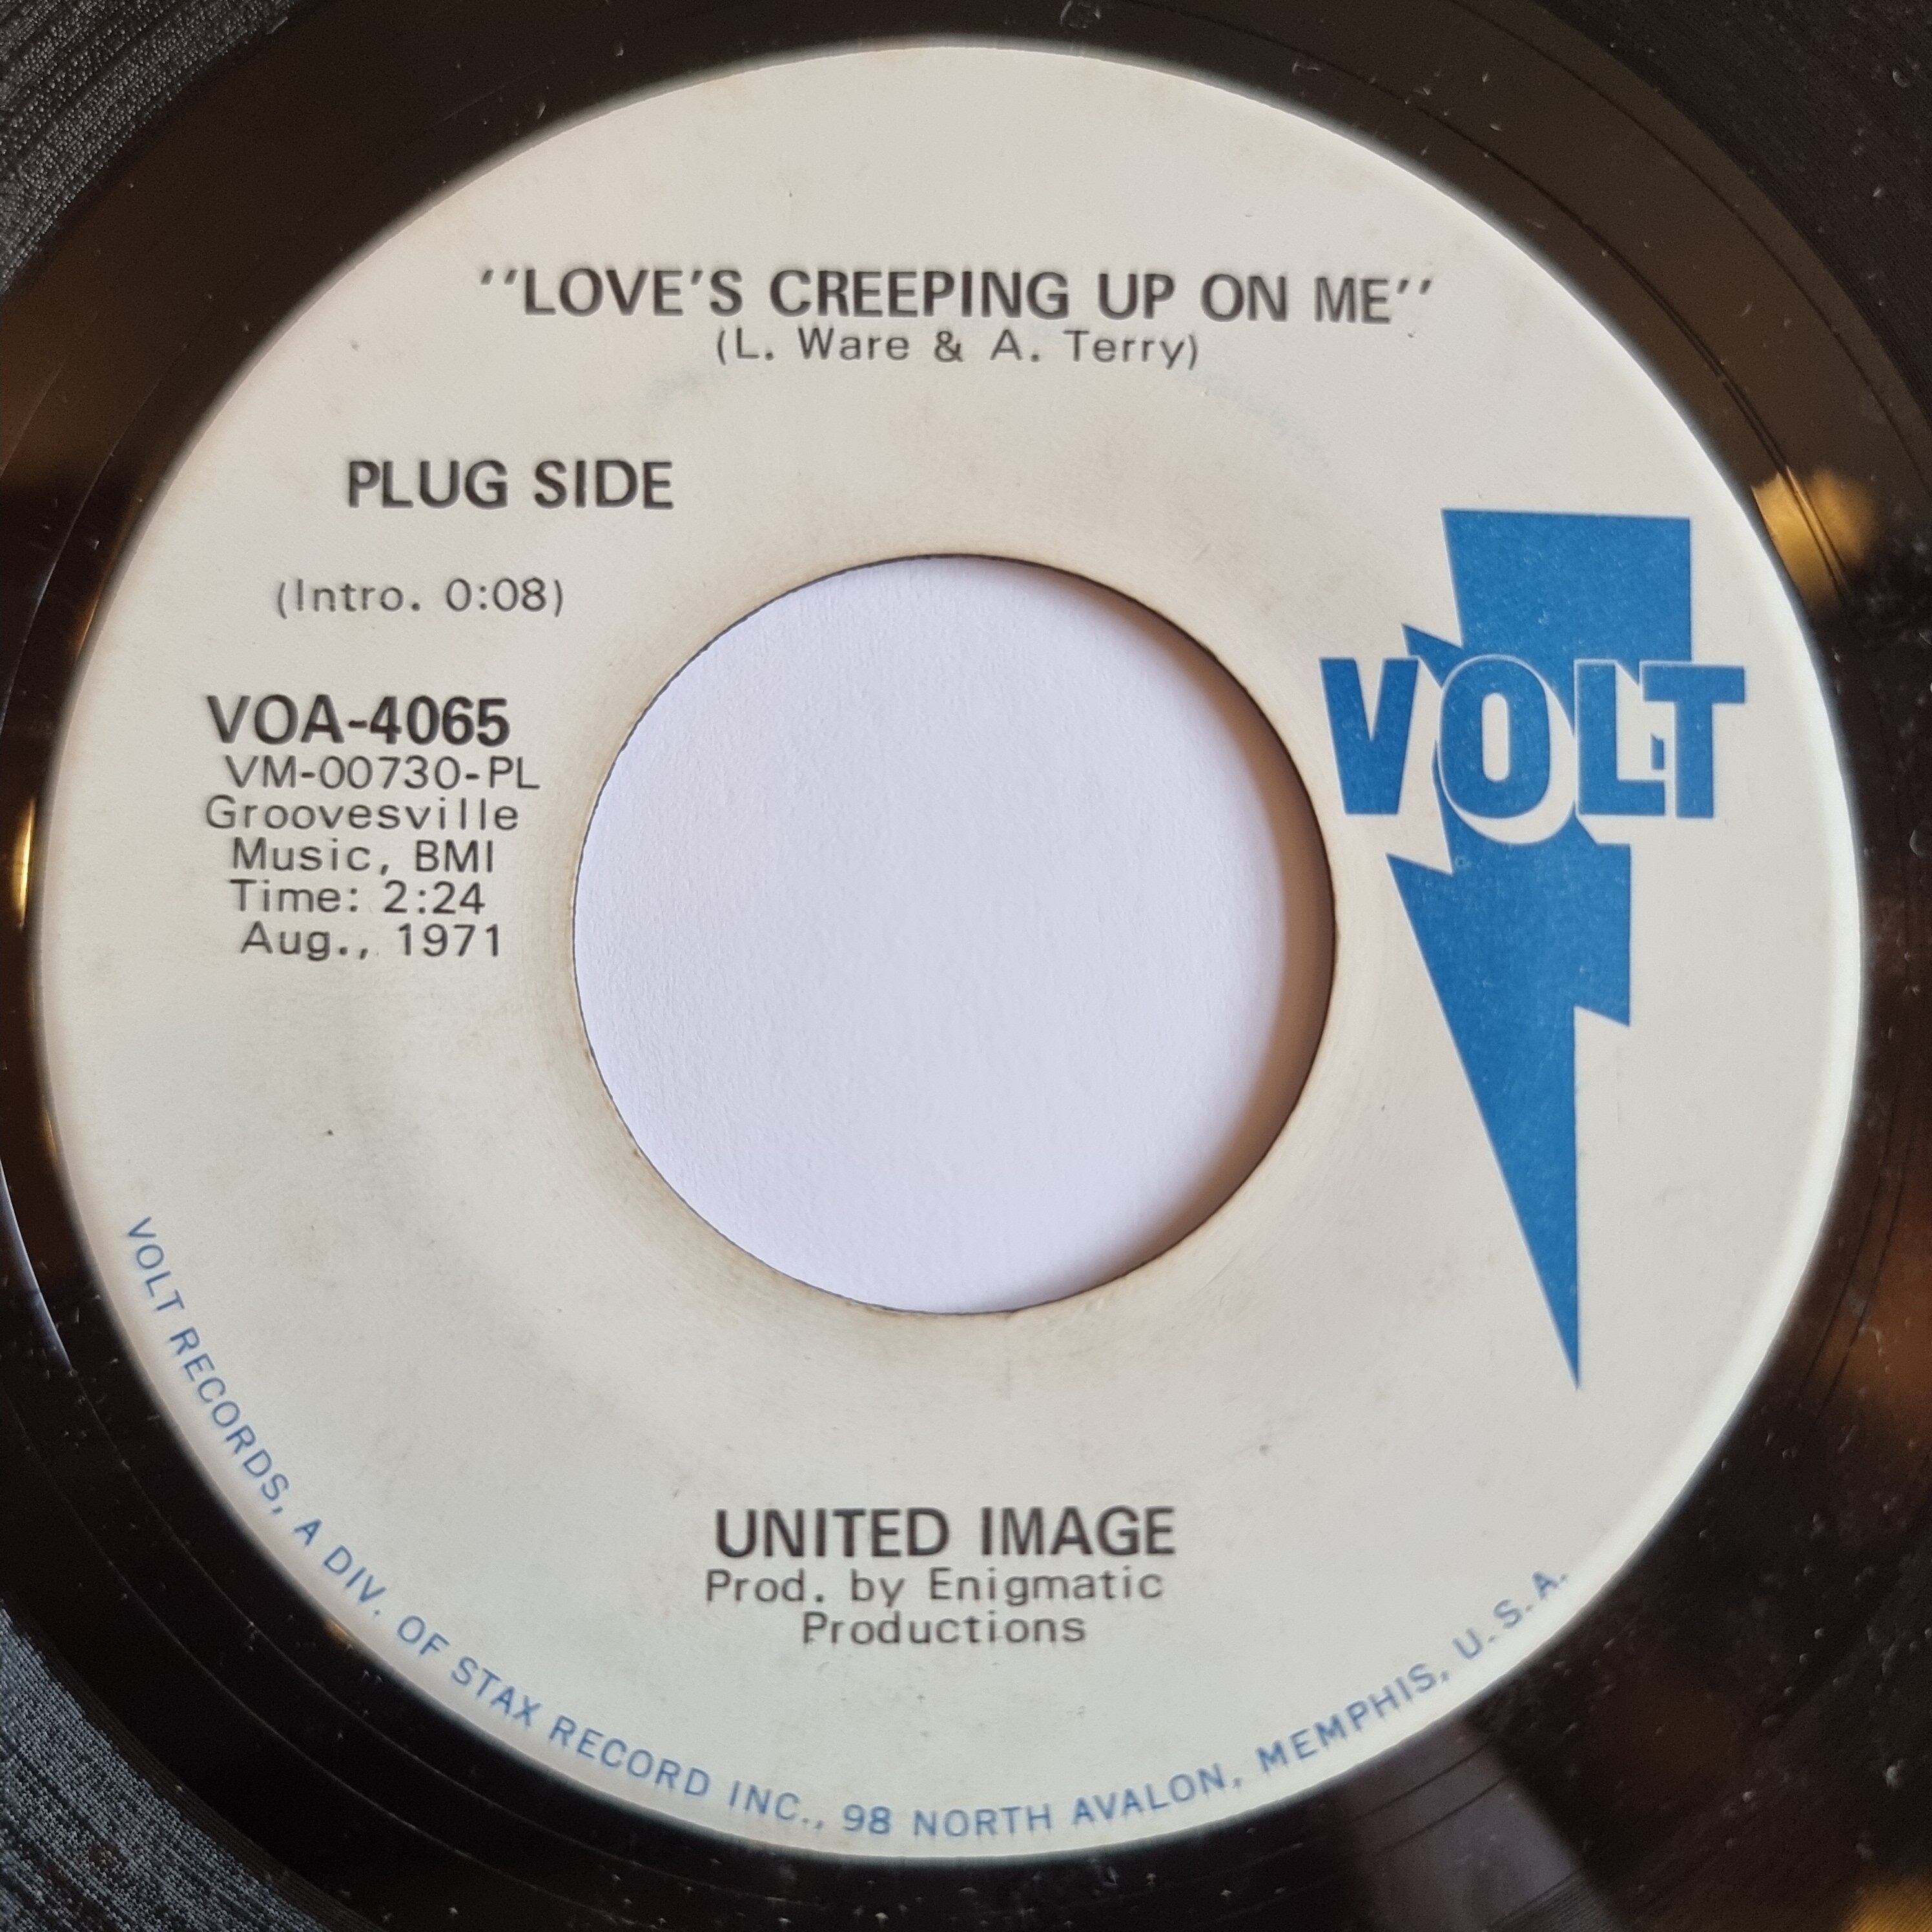 ''LOVE'S CREEPING UP ON ME''
(L. Ware & A. Terry)
PLUG SIDE
(Intro. 0:08)
VOA-4065
VM-00730-PL
Groovesville
Music, BMI
Time: 2:24
Aug., 1971
VOLT
UNITED IMAGE
Prod. by Enigmatic
Productions
VOLT RECORDS, A DIV. OF STAX RECORD INC., 98 NORTH AVALON, MEMPHIS, U.S.A.